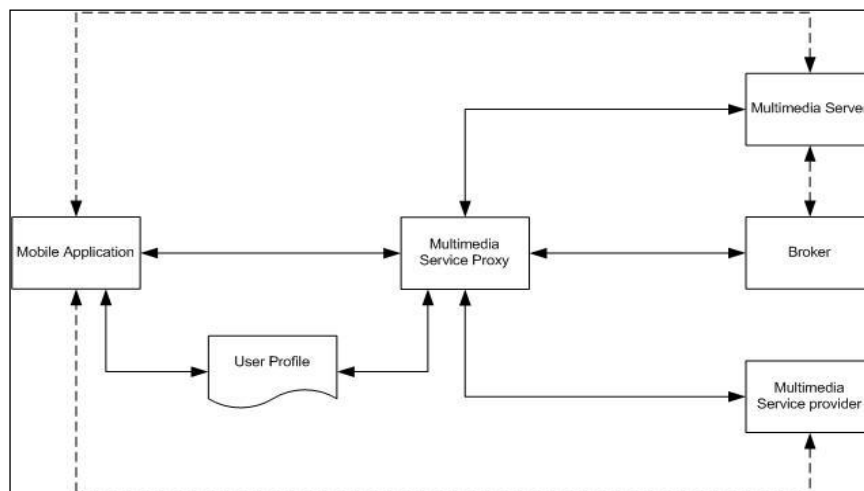 Multimedia Server
Mobile Application
Multimedia
Service Proxy
Broker
User Profile
Multimedia
Service provider